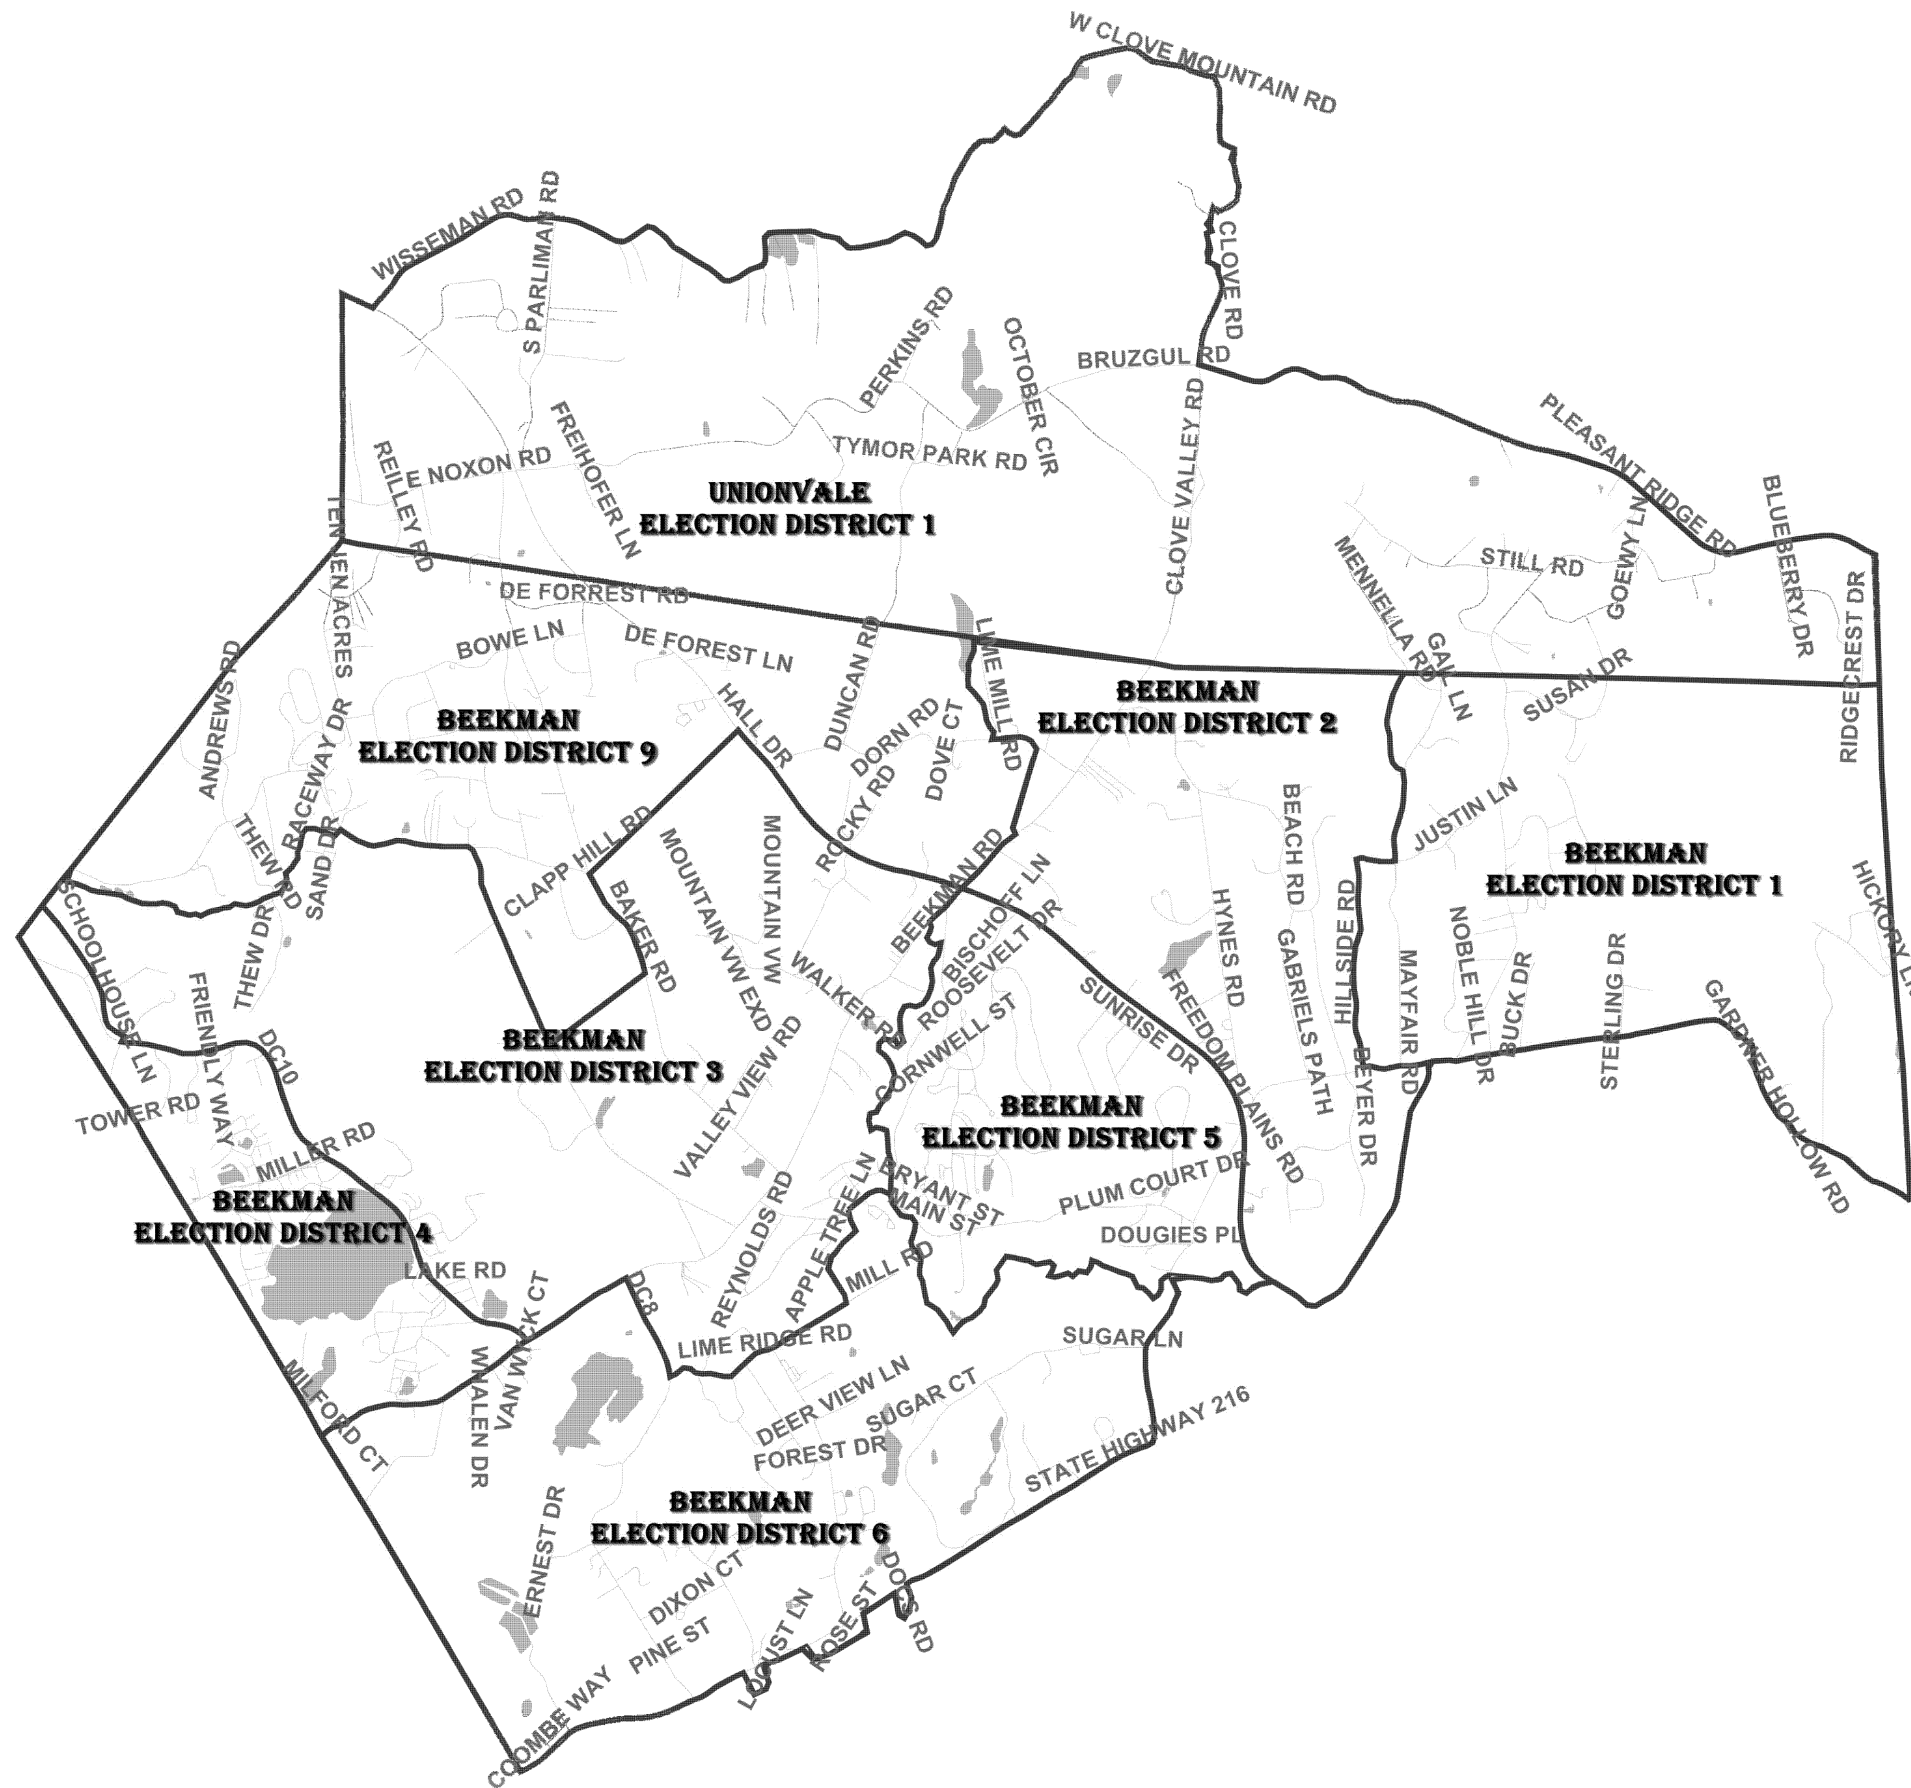 W CLOVE MOUNTAIN RD
WISSEMAN RD
S PARLIMAN RD
CLOVE RD
PERKINS RD
OCTOBER CIR
BRUZGUL RD
PLEASANT RIDGE RD
FREIHOFER LN
CLOVE VALLEY RD
REILLEY RD
E NOXON RD
TYMOR PARK RD
UNIONVALE
ELECTION DISTRICT 1
BLUEBERRY DR
GOEWY LN
STILL RD
MENNELLA RD
TEN JEN ACRES
DE FORREST RD
RIDGECREST DR
BOWE LN
DE FOREST LN
DUNCAN RD
LIME MILL RD
GAIL LN
SUSAN DR
ANDREWS RD
BEEKMAN
ELECTION DISTRICT 9
HALL DR
BEEKMAN
ELECTION DISTRICT 2
RACEWAY DR
DORN RD
DOVE CT
ROCKY RD
BEACH RD
JUSTIN LN
THEW RD
SAND DR
CLAPP HILL RD
MOUNTAIN VW EXD
MOUNTAIN VW
BEEKMAN RD
BISCHOFF LN
BEEKMAN
ELECTION DISTRICT 1
HICKORY LN
SCHOOLHOUSE LN
THEW DR
BAKER RD
ROOSEVELT DR
HYNES RD
GABRIELS PATH
HILLSIDE RD
NOBLE HILL DR
BUCK DR
MAYFAIR RD
STERLING DR
GARDNER HOLLOW RD
FRIENDLY WAY
WALKER RD
CORNWELL ST
SUNRISE DR
FREEDOM PLAINS RD
DC10
BEEKMAN
ELECTION DISTRICT 3
VALLEY VIEW RD
BEYER DR
TOWER RD
MILLER RD
BEEKMAN
ELECTION DISTRICT 5
BRYANT ST
MAIN ST
PLUM COURT DR
DOUGIES PL
BEEKMAN
ELECTION DISTRICT 4
REYNOLDS RD
APPLE TREE LN
MILL RD
LAKE RD
DC8
LIME RIDGE RD
SUGAR LN
VAN WYCK CT
WHALEN DR
MILFORD CT
DEER VIEW LN
SUGAR CT
FOREST DR
STATE HIGHWAY 216
BEEKMAN
ELECTION DISTRICT 6
ERNEST DR
DIXON CT
PINE ST
LOCUST LN
ROSE ST
DOGS RD
COOMBE WAY